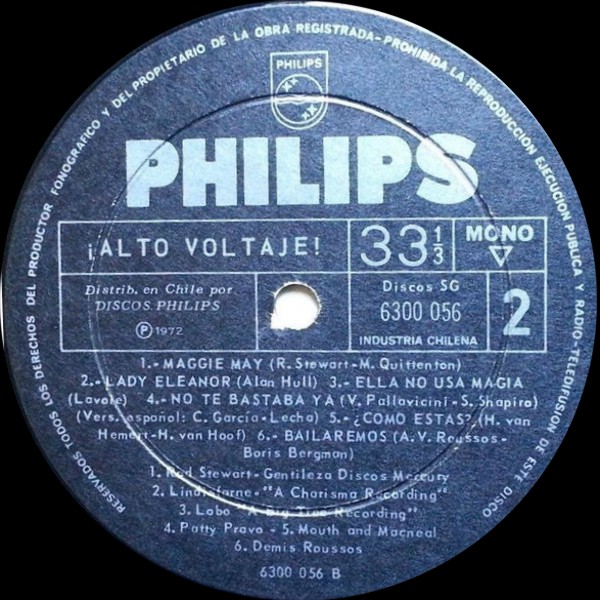 RESERVADOS TODOS LOS DERECHOS DEL PRODUCTOR FONOGRAFICO Y DEL PROPIETARIO DE LA OBRA REGISTRADA-PROHIBIDA LA REPRODUCCION EJECUCION PUBLICA Y RADIO-TELEDIFUSION DE ESTE DISCO
PHILIPS
PHILIPS
¡ALTO VOLTAJE!
33 1/3
MONO
Distrib. en Chile por
DISCOS PHILIPS
Ⓟ 1972
Discos SG
6300 056
INDUSTRIA CHILENA
2
1.- MAGGIE MAY (R. Stewart-M. Quittenton)
2.- LADY ELEANOR (Alan Hull) 3.- ELLA NO USA MAGIA
(Lavole) 4.- NO TE BASTABA YA (V. Pallavicini - S. Shapiro)
(Vers. español: C. García-Lecha) 5.- ¿COMO ESTAS? (H. van
Hemert-H. van Hoof) 6.- BAILAREMOS (A. V. Roussos-
Boris Bergman)
1. Rod Stewart - Gentileza Discos Mercury
2. Lindisfarne - "A Charisma Recording"
3. Lobo "A Big Tree Recording"
4. Patty Pravo - 5. Mouth and Macneal
6. Demis Roussos
6300 056 B